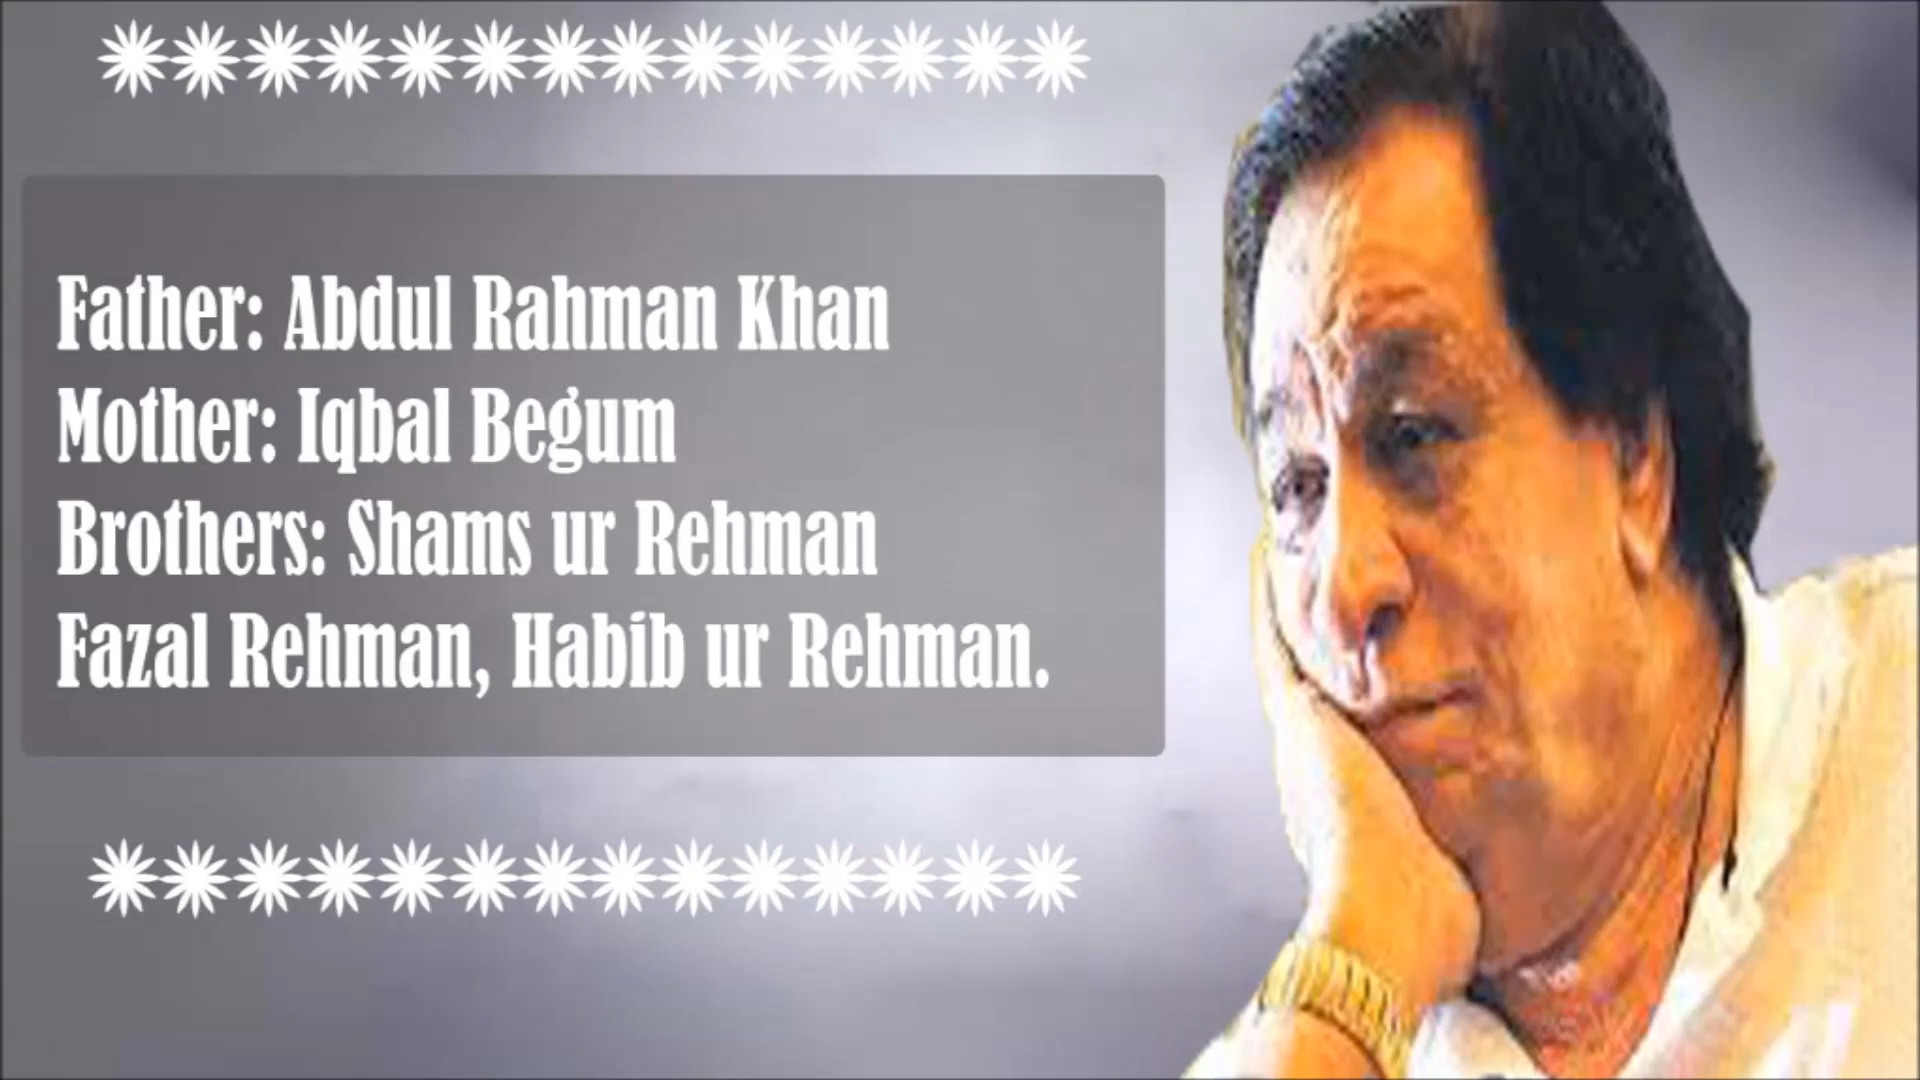 Father: Abdul Rahman Khan
Mother: Iqbal Begum
Brothers: Shams ur Rehman
Fazal Rehman, Habib ur Rehman.